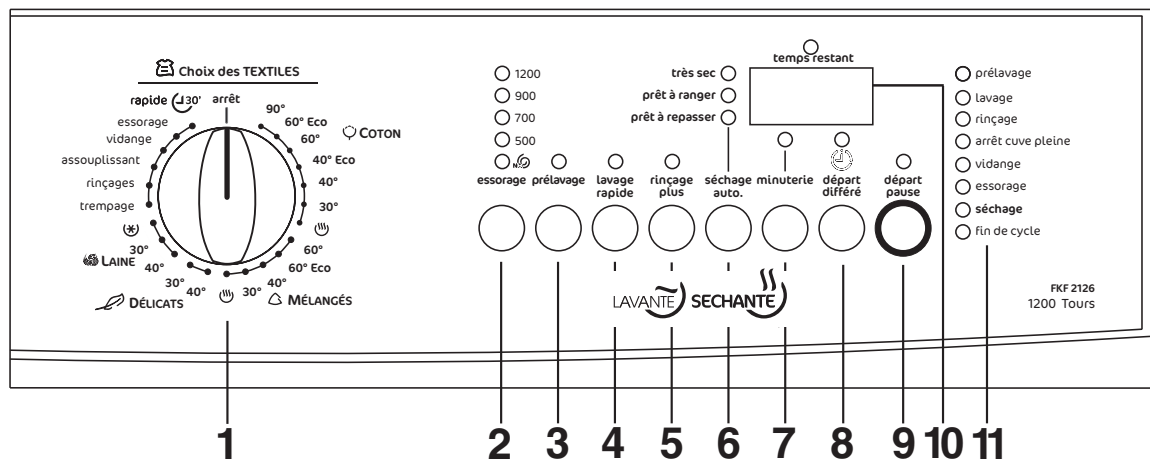 Choix des TEXTILES
rapide 30'
arrêt
essorage
vidange
assouplissant
rinçages
trempage
30°
LAINE
40°
30°
DÉLICATS
40°
90°
60° Eco
COTON
60°
40° Eco
40°
30°
60°
60° Eco
40°
30°
MÉLANGÉS
1200
900
700
500
N
essorage
prélavage
lavage
rapide
rinçage
plus
très sec
prêt à ranger
prêt à repasser
séchage
auto.
minuterie
départ
différé
départ
pause
temps restant
prélavage
lavage
rinçage
arrêt cuve pleine
vidange
essorage
séchage
fin de cycle
LAVANTE SECHANTE
FKF 2126
1200 Tours
1 2 3 4 5 6 7 8 9 10 11